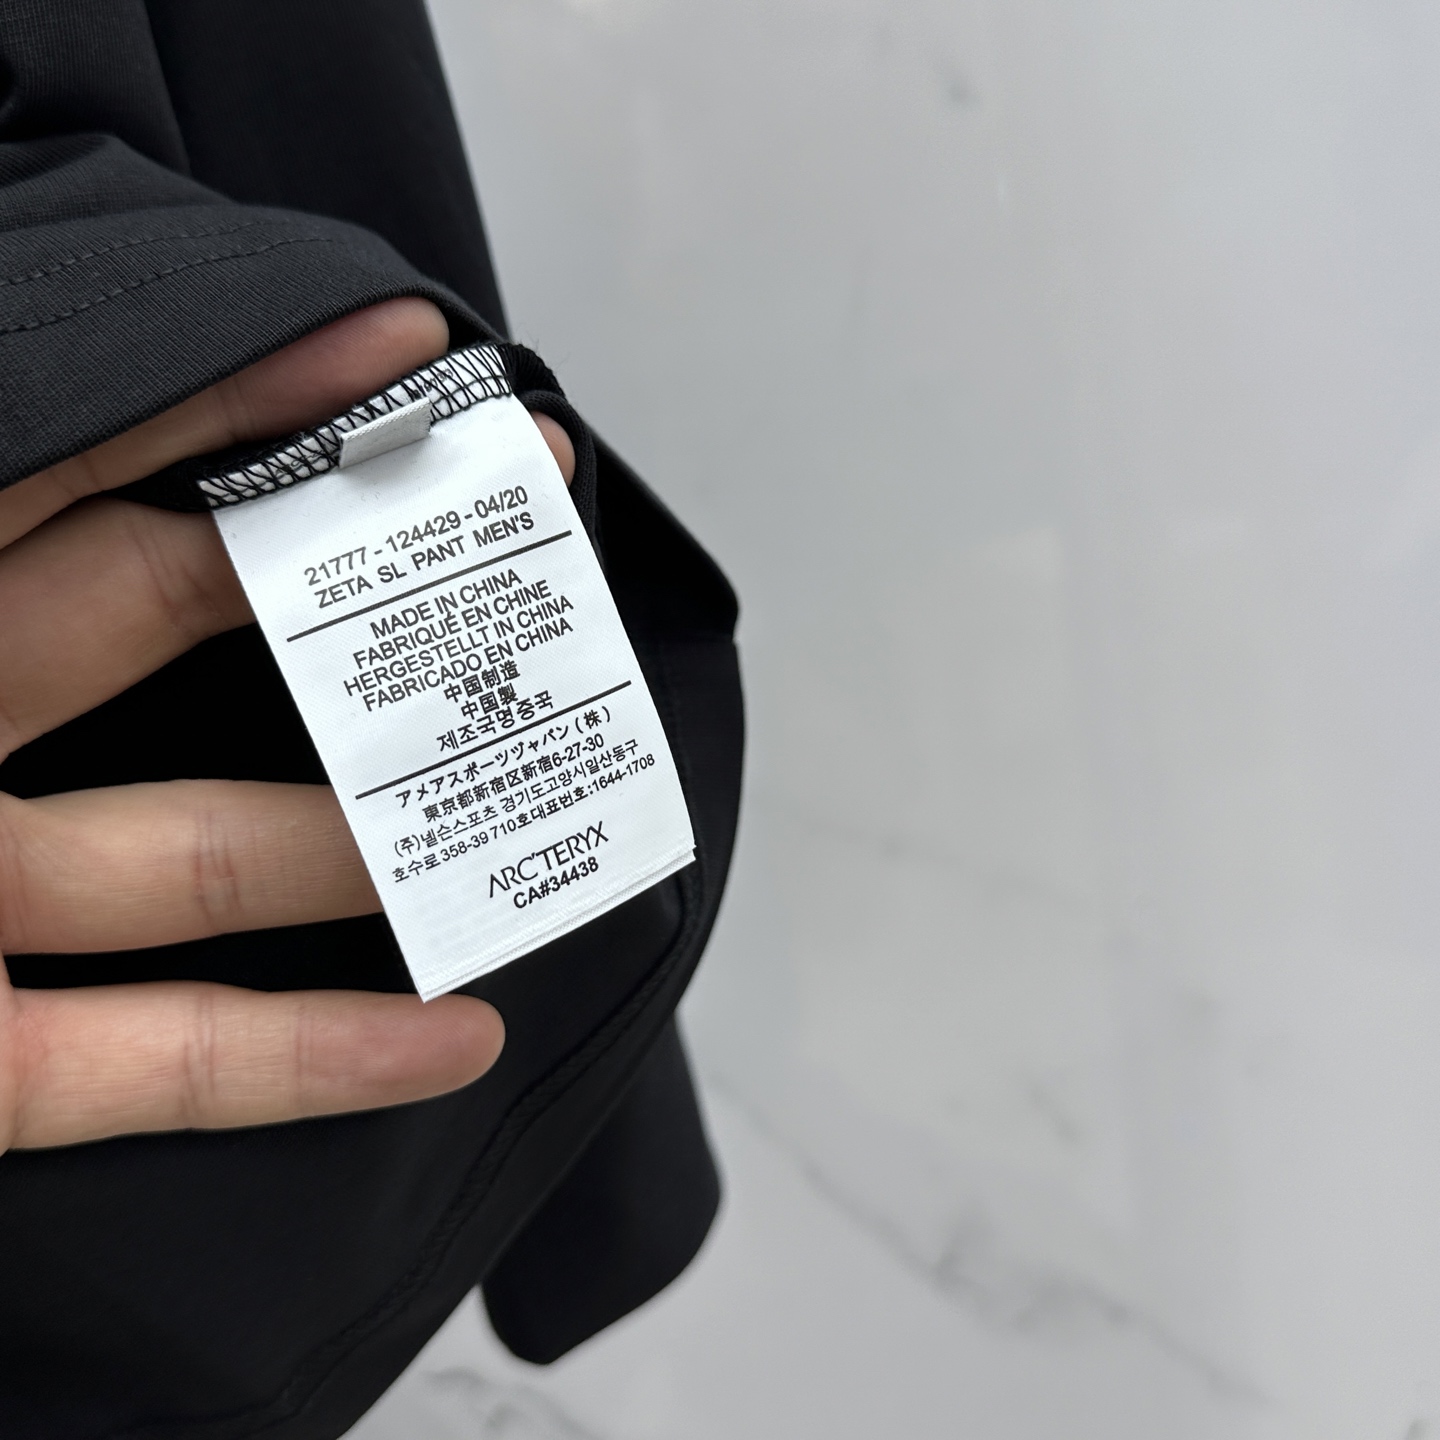 21777 - 124429 - 04/20
ZETA SL PANT MEN'S
MADE IN CHINA
FABRIQUÉ EN CHINE
HERGESTELLT IN CHINA
FABRICADO EN CHINA
中国制造
中国製
제조국명중국
アメアスポーツヅャパン(株)
東京都新宿区新宿6-27-30
(주)넬슨스포츠 경기도고양시일산동구
호수로358-39 710호대표번호:1644-1708
ARC'TERYX
CA#34438